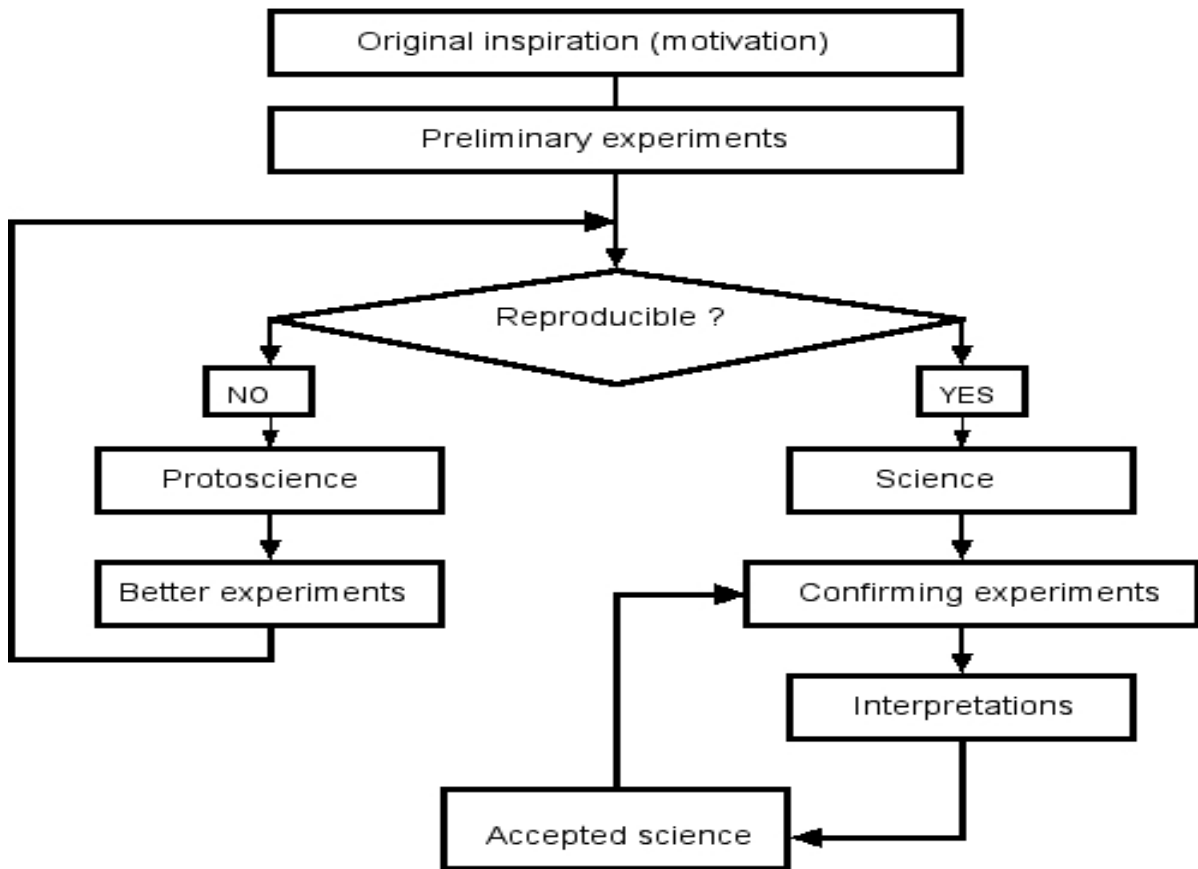 Original inspiration (motivation)
Preliminary experiments
Reproducible ?
NO
YES
Protoscience
Science
Better experiments
Confirming experiments
Interpretations
Accepted science